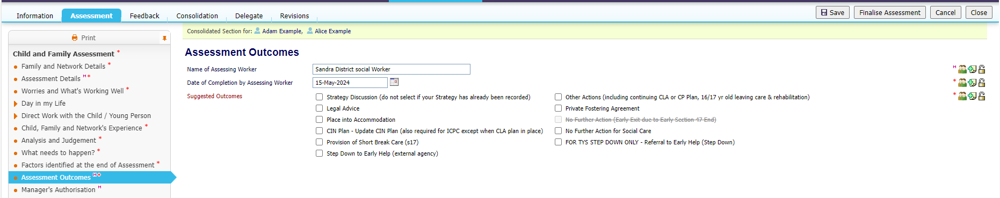 Information Assessment Feedback Consolidation Delegate Revisions Save Finalise Assessment Cancel Close
Print
Child and Family Assessment *
Family and Network Details *
Assessment Details M *
Worries and What's Working Well *
Day in my Life
Direct Work with the Child / Young Person
Child, Family and Network's Experience *
Analysis and Judgement *
What needs to happen? *
Factors identified at the end of Assessment *
Assessment Outcomes M *
Manager's Authorisation M
Consolidated Section for: Adam Example, Alice Example
Assessment Outcomes
Name of Assessing Worker Sandra District social Worker M
Date of Completion by Assessing Worker 15-May-2024 *
Suggested Outcomes *
Strategy Discussion (do not select if your Strategy has already been recorded)
Legal Advice
Place into Accommodation
CIN Plan - Update CIN Plan (also required for ICPC except when CLA plan in place)
Provision of Short Break Care (s17)
Step Down to Early Help (external agency)
Other Actions (including continuing CLA or CP Plan, 16/17 yr old leaving care & rehabilitation)
Private Fostering Agreement
No Further Action (Early Exit due to Early Section 47 End)
No Further Action for Social Care
FOR TYS STEP DOWN ONLY - Referral to Early Help (Step Down)